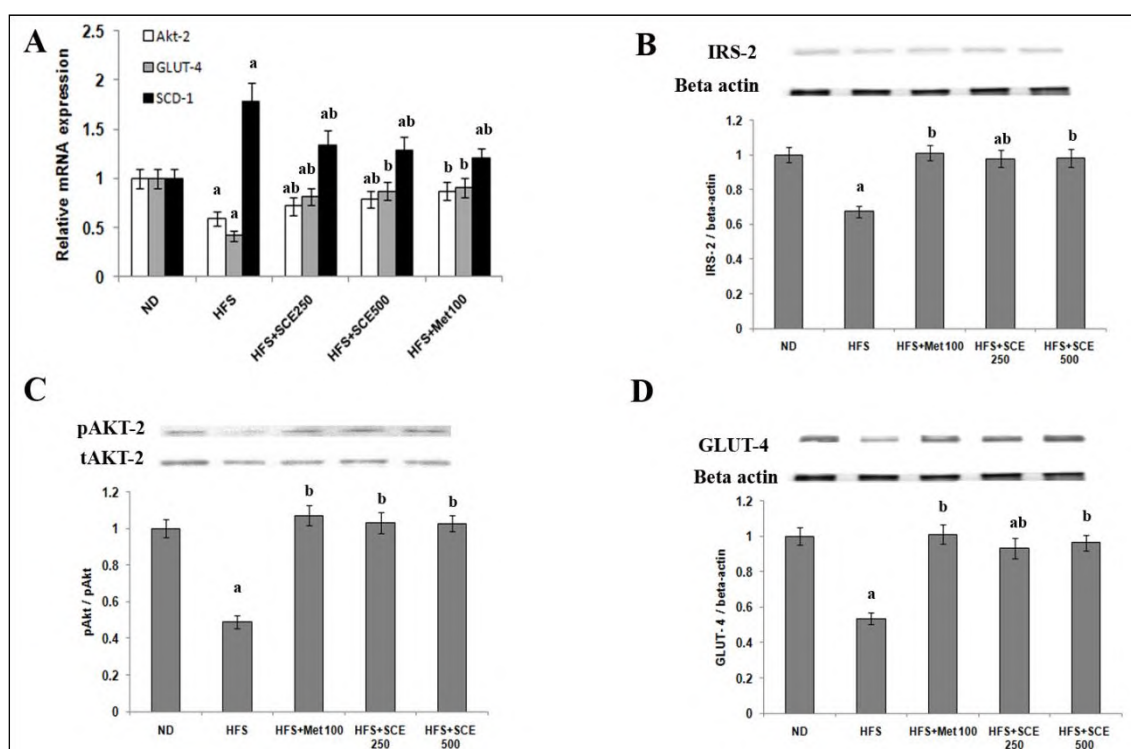 A
Akt-2
GLUT-4
SCD-1
Relative mRNA expression
2.5
2
1.5
1
0.5
0
a
a
a
ab
ab
ab
ab
b
ab
b
b
ab
ND
HFS
HFS+SCE250
HFS+SCE500
HFS+Met100
B
IRS-2
Beta actin
IRS-2 / beta-actin
1.2
1
0.8
0.6
0.4
0.2
0
a
b
ab
b
ND
HFS
HFS+Met100
HFS+SCE
250
HFS+SCE
500
C
pAKT-2
tAKT-2
pAkt / pAkt
1.2
1
0.8
0.6
0.4
0.2
0
a
b
b
b
ND
HFS
HFS+Met100
HFS+SCE
250
HFS+SCE
500
D
GLUT-4
Beta actin
GLUT-4 / beta-actin
1.2
1
0.8
0.6
0.4
0.2
0
a
b
ab
b
ND
HFS
HFS+Met100
HFS+SCE
250
HFS+SCE
500